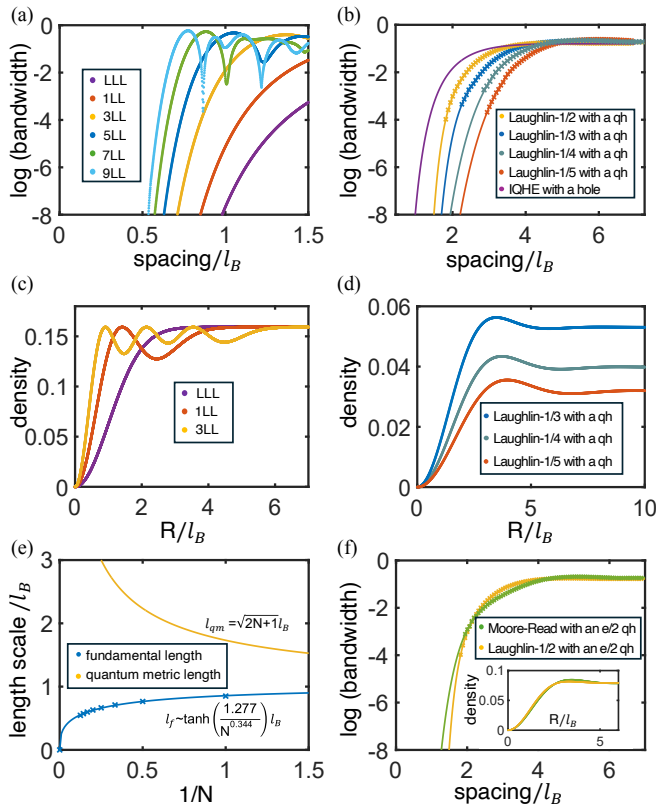 (a)
log (bandwidth)
0
-2
-4
-6
-8
LLL
1LL
3LL
5LL
7LL
9LL
0 0.5 1 1.5
spacing/l_B
(b)
log (bandwidth)
0
-2
-4
-6
-8
Laughlin-1/2 with a qh
Laughlin-1/3 with a qh
Laughlin-1/4 with a qh
Laughlin-1/5 with a qh
IQHE with a hole
2 4 6
spacing/l_B
(c)
density
0.15
0.1
0.05
0
LLL
1LL
3LL
0 2 4 6
R/l_B
(d)
density
0.06
0.04
0.02
0
Laughlin-1/3 with a qh
Laughlin-1/4 with a qh
Laughlin-1/5 with a qh
0 5 10
R/l_B
(e)
length scale /l_B
3
2
1
0
l_qm =√2N+1 l_B
fundamental length
quantum metric length
l_f~tanh(1.277/N^0.344) l_B
0 0.5 1 1.5
1/N
(f)
log (bandwidth)
0
-2
-4
-6
-8
Moore-Read with an e/2 qh
Laughlin-1/2 with an e/2 qh
density
0.1
0.05
0
R/l_B
0 5
0 2 4 6
spacing/l_B